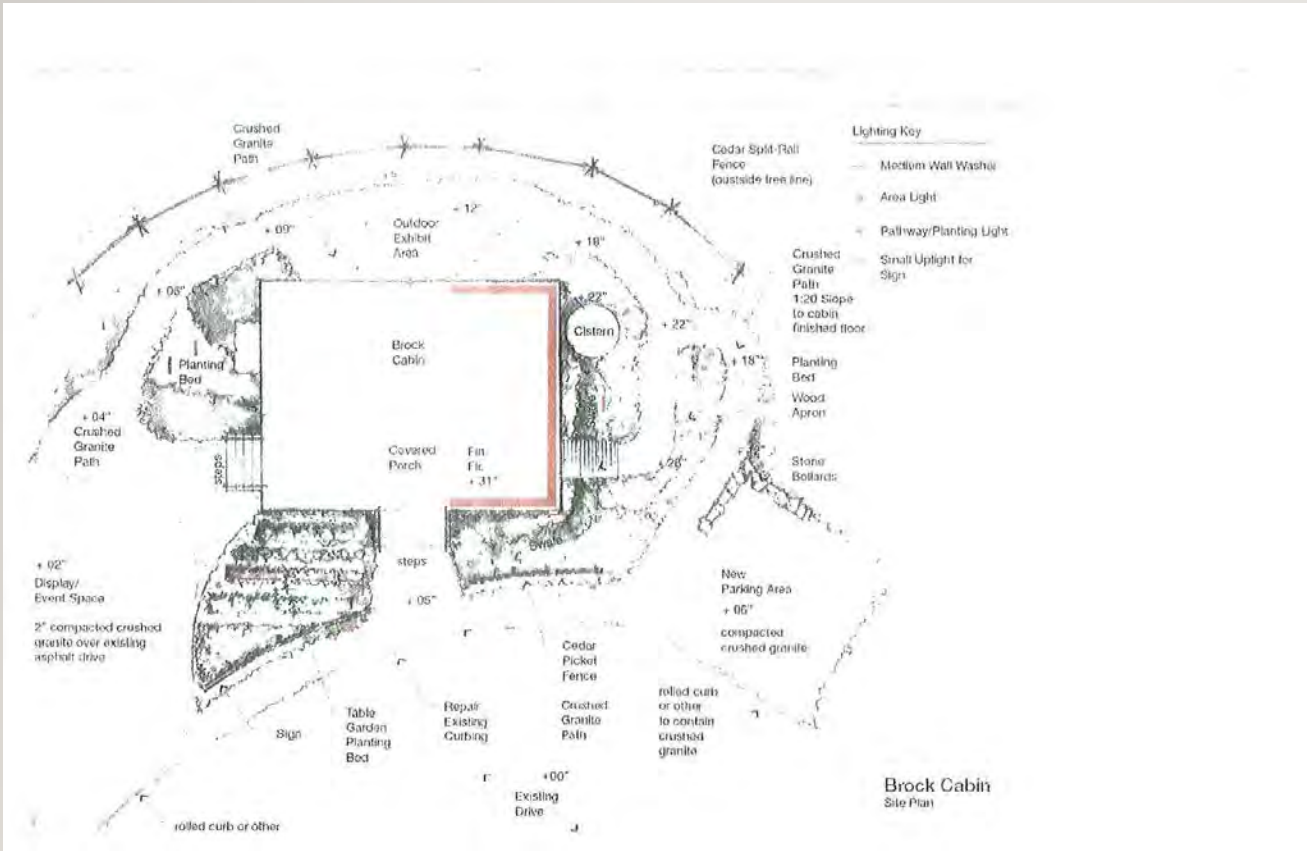 Crushed
Granite
Path
Cedar Split-Rail
Fence
(oustside tree line)
Lighting Key
Medium Wall Washer
Area Light
Pathway/Planting Light
Small Uplight for
Sign
+ 12"
+ 09"
Outdoor
Exhibit
Area
+ 18"
Crushed
Granite
Path
1:20 Slope
to cabin
finished floor
+ 06"
22"
Cistern
+ 22"
Brock
Cabin
Planting
Bed
+ 18"
Planting
Bed
Wood
Apron
+ 04"
Crushed
Granite
Path
steps
Covered
Porch
Fin.
Flr.
+ 31"
Stone
Bollards
Swale
steps
+ 05"
+ 02"
Display/
Event Space
2" compacted crushed
granite over existing
asphalt drive
New
Parking Area
+ 06"
compacted
crushed granite
Cedar
Picket
Fence
Crushed
Granite
Path
rolled curb
or other
to contain
crushed
granite
Sign
Table
Garden
Planting
Bed
Repair
Existing
Curbing
+00"
Existing
Drive
rolled curb or other
Brock Cabin
Site Plan